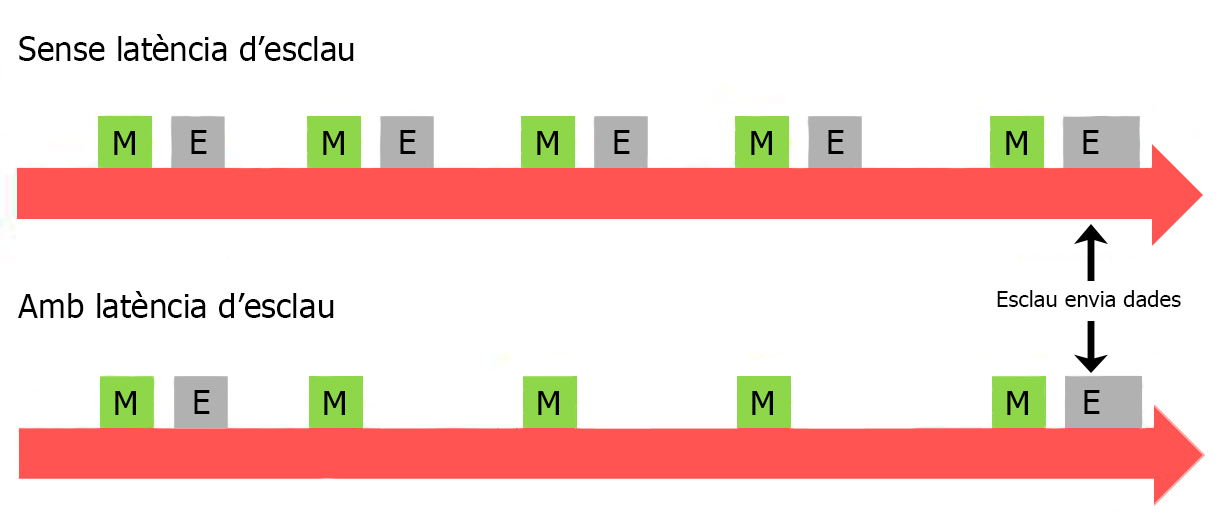 Sense latència d’esclau
M E M E M E M E M E
Esclau envia dades
Amb latència d’esclau
M E M M M M E